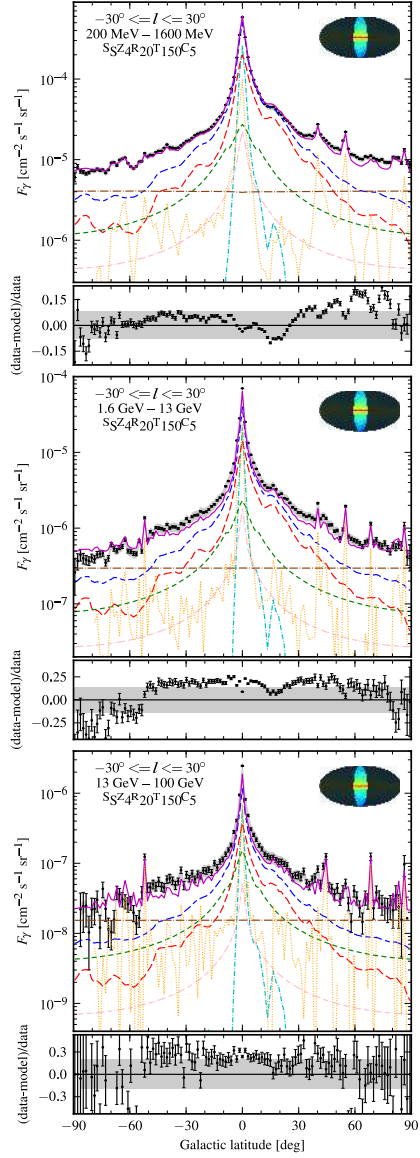 −30° <= l <= 30°
200 MeV − 1600 MeV
SSZ4R20T150C5
10⁻⁴
10⁻⁵
10⁻⁶
Fγ [cm⁻² s⁻¹ sr⁻¹]
0.15
0.00
−0.15
(data-model)/data
−30° <= l <= 30°
1.6 GeV − 13 GeV
SSZ4R20T150C5
10⁻⁴
10⁻⁵
10⁻⁶
10⁻⁷
Fγ [cm⁻² s⁻¹ sr⁻¹]
0.25
0.00
−0.25
(data-model)/data
−30° <= l <= 30°
13 GeV − 100 GeV
SSZ4R20T150C5
10⁻⁶
10⁻⁷
10⁻⁸
10⁻⁹
Fγ [cm⁻² s⁻¹ sr⁻¹]
0.3
0.0
−0.3
(data-model)/data
−90 −60 −30 0 30 60 90
Galactic latitude [deg]